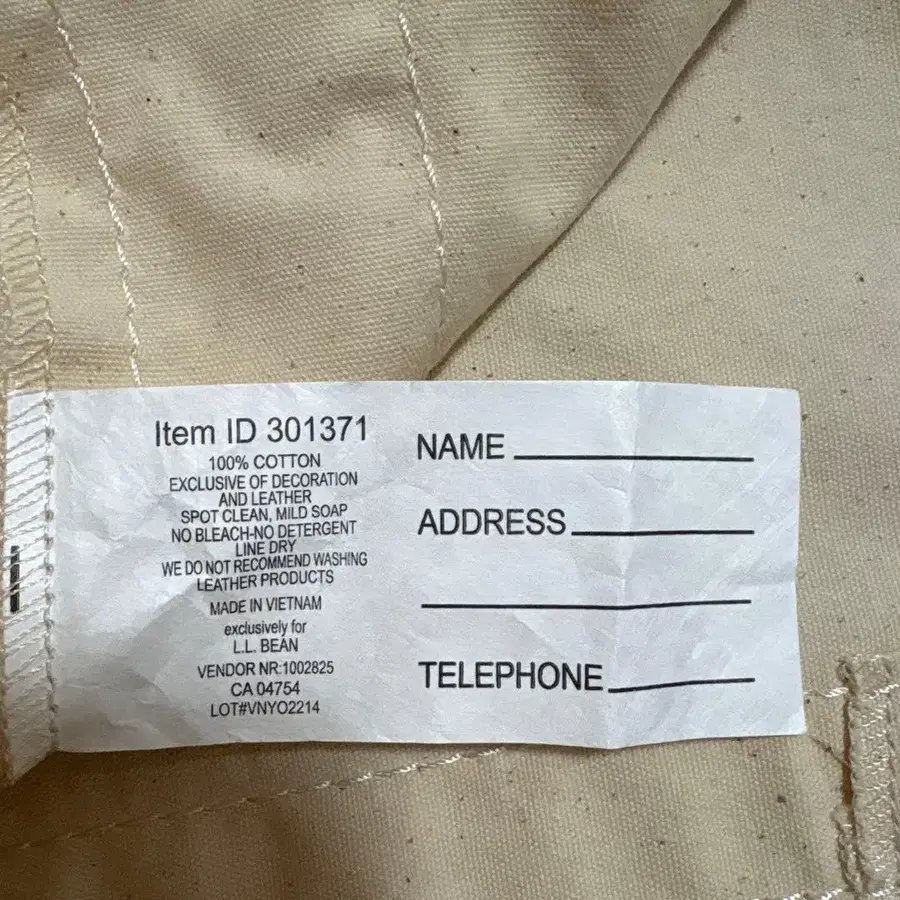 Item ID 301371
100% COTTON
EXCLUSIVE OF DECORATION
AND LEATHER
SPOT CLEAN, MILD SOAP
NO BLEACH-NO DETERGENT
LINE DRY
WE DO NOT RECOMMEND WASHING
LEATHER PRODUCTS
MADE IN VIETNAM
exclusively for
L.L. BEAN
VENDOR NR:1002825
CA 04754
LOT#VNYO2214
NAME
ADDRESS
TELEPHONE